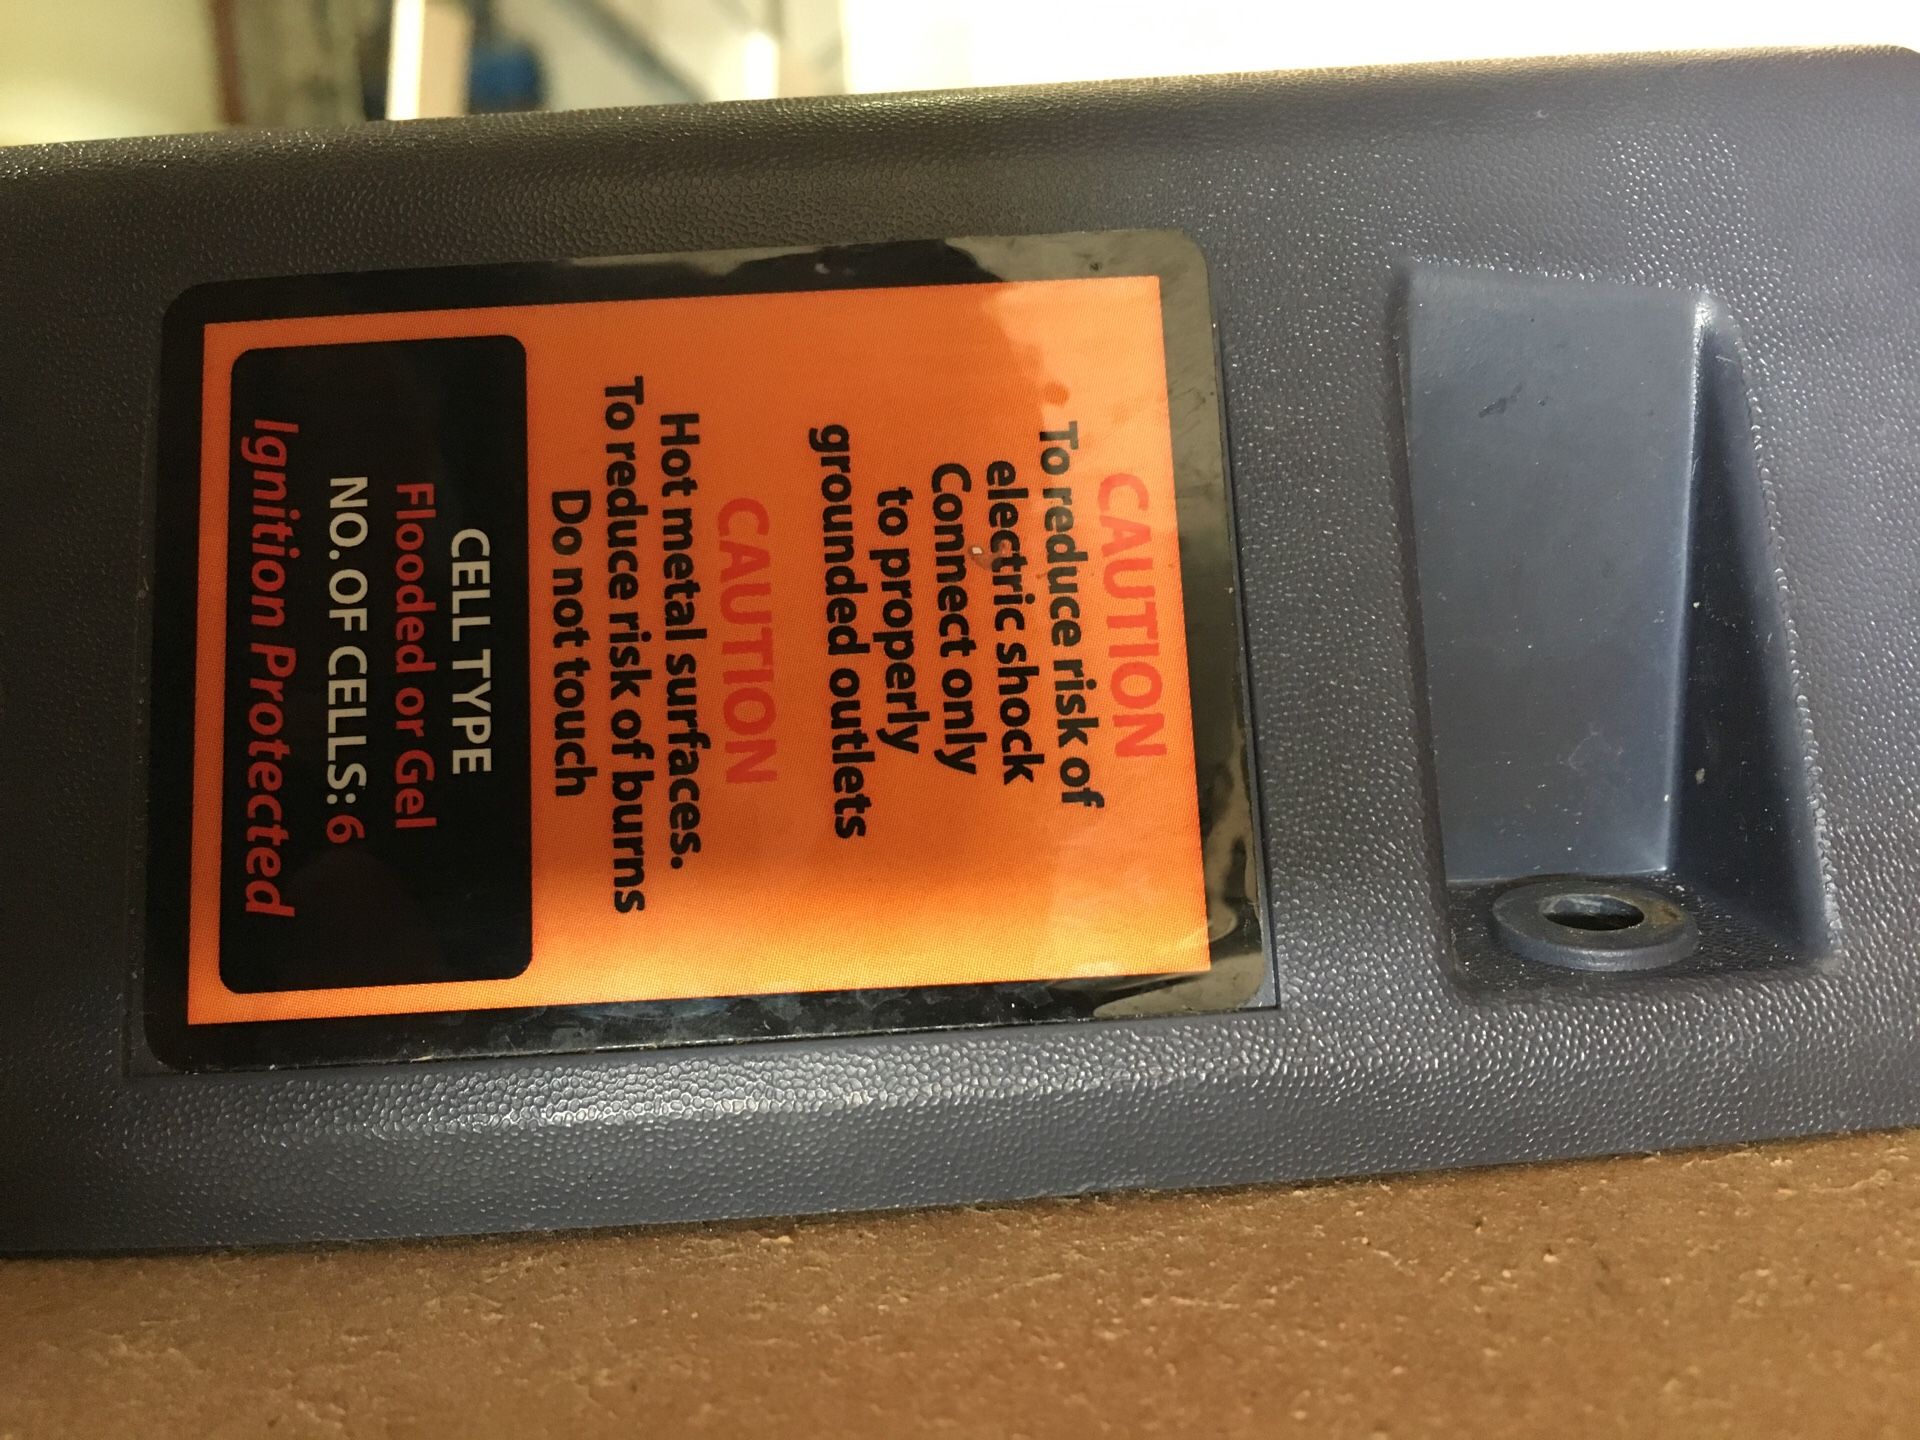 CAUTION
To reduce risk of
electric shock
Connect only
to properly
grounded outlets
CAUTION
Hot metal surfaces.
To reduce risk of burns
Do not touch
CELL TYPE
Flooded or Gel
NO. OF CELLS: 6
Ignition Protected